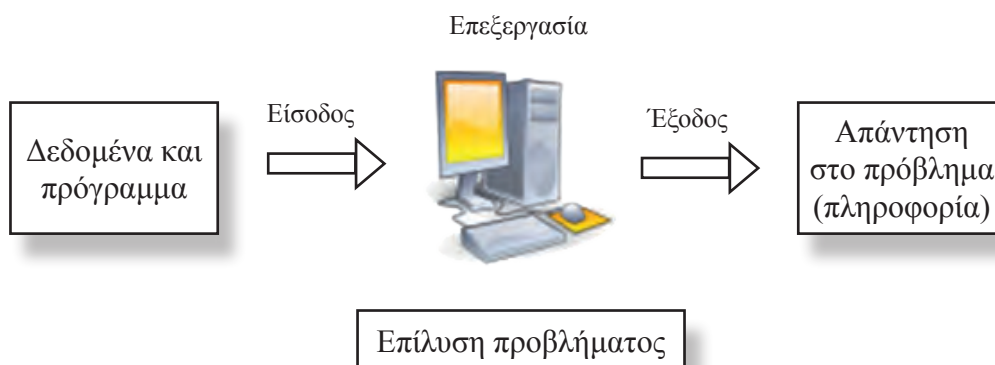 Επεξεργασία
Δεδομένα και
πρόγραμμα
Είσοδος
Έξοδος
Απάντηση
στο πρόβλημα
(πληροφορία)
Επίλυση προβλήματος